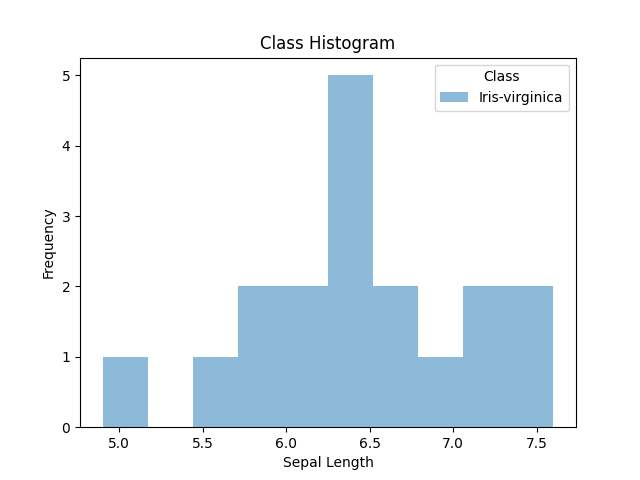 Class Histogram
Class
Iris-virginica
Frequency
5
4
3
2
1
0
5.0 5.5 6.0 6.5 7.0 7.5
Sepal Length